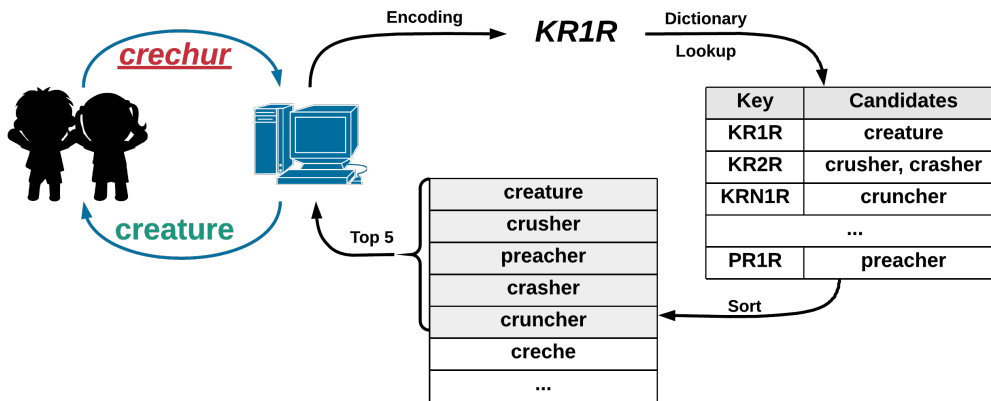 crechur
Encoding
KR1R
Dictionary
Lookup
Key Candidates
KR1R creature
KR2R crusher, crasher
KRN1R cruncher
...
PR1R preacher
Sort
creature
crusher
preacher
crasher
cruncher
creche
...
Top 5
creature